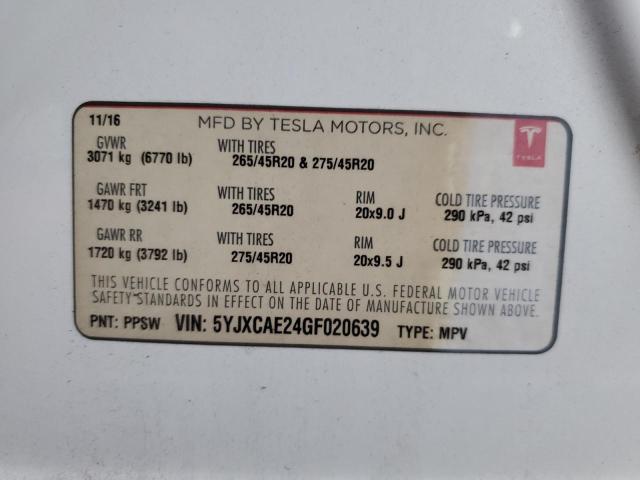 11/16 MFD BY TESLA MOTORS, INC.
GVWR WITH TIRES
3071 kg (6770 lb) 265/45R20 & 275/45R20
TESLA
GAWR FRT WITH TIRES RIM COLD TIRE PRESSURE
1470 kg (3241 lb) 265/45R20 20x9.0 J 290 kPa, 42 psi
GAWR RR WITH TIRES RIM COLD TIRE PRESSURE
1720 kg (3792 lb) 275/45R20 20x9.5 J 290 kPa, 42 psi
THIS VEHICLE CONFORMS TO ALL APPLICABLE U.S. FEDERAL MOTOR VEHICLE
SAFETY STANDARDS IN EFFECT ON THE DATE OF MANUFACTURE SHOWN ABOVE.
PNT: PPSW VIN: 5YJXCAE24GF020639 TYPE: MPV